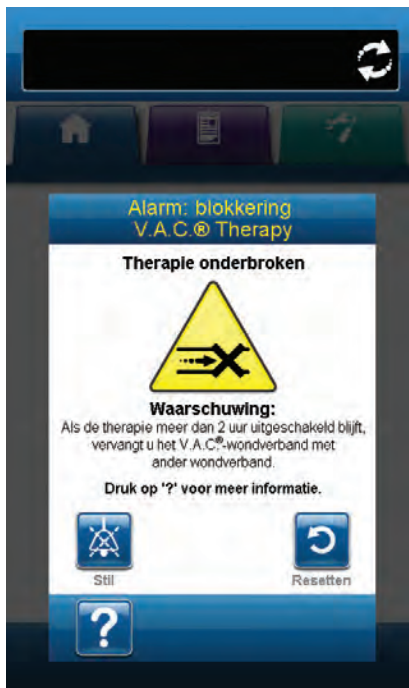 Alarm: blokkering
V.A.C.® Therapy
Therapie onderbroken
Waarschuwing:
Als de therapie meer dan 2 uur uitgeschakeld blijft,
vervangt u het V.A.C.®-wondverband met
ander wondverband.
Druk op '?' voor meer informatie.
Stil
Resetten
?